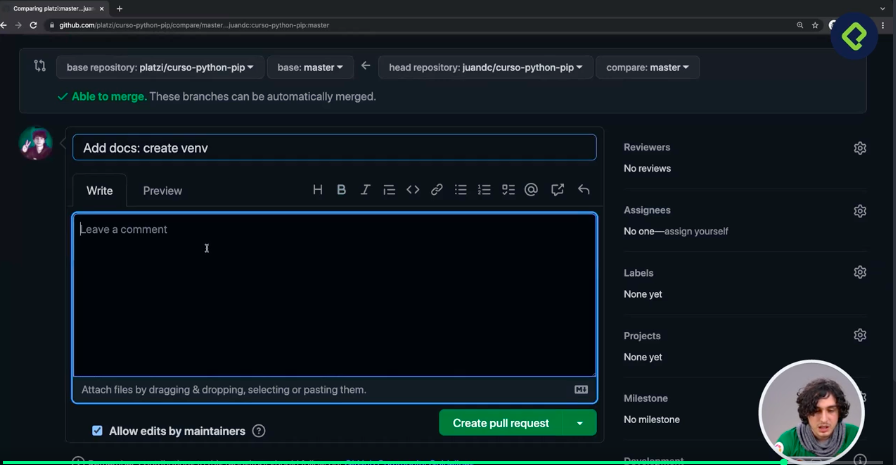 Comparing platzi:master...juand
github.com/platzi/curso-python-pip/compare/master...juandc:curso-python-pip:master
base repository: platzi/curso-python-pip
base: master
head repository: juandc/curso-python-pip
compare: master
Able to merge. These branches can be automatically merged.
Add docs: create venv
Write
Preview
Leave a comment
Attach files by dragging & dropping, selecting or pasting them.
Allow edits by maintainers
Create pull request
Reviewers
No reviews
Assignees
No one—assign yourself
Labels
None yet
Projects
None yet
Milestone
No milestone